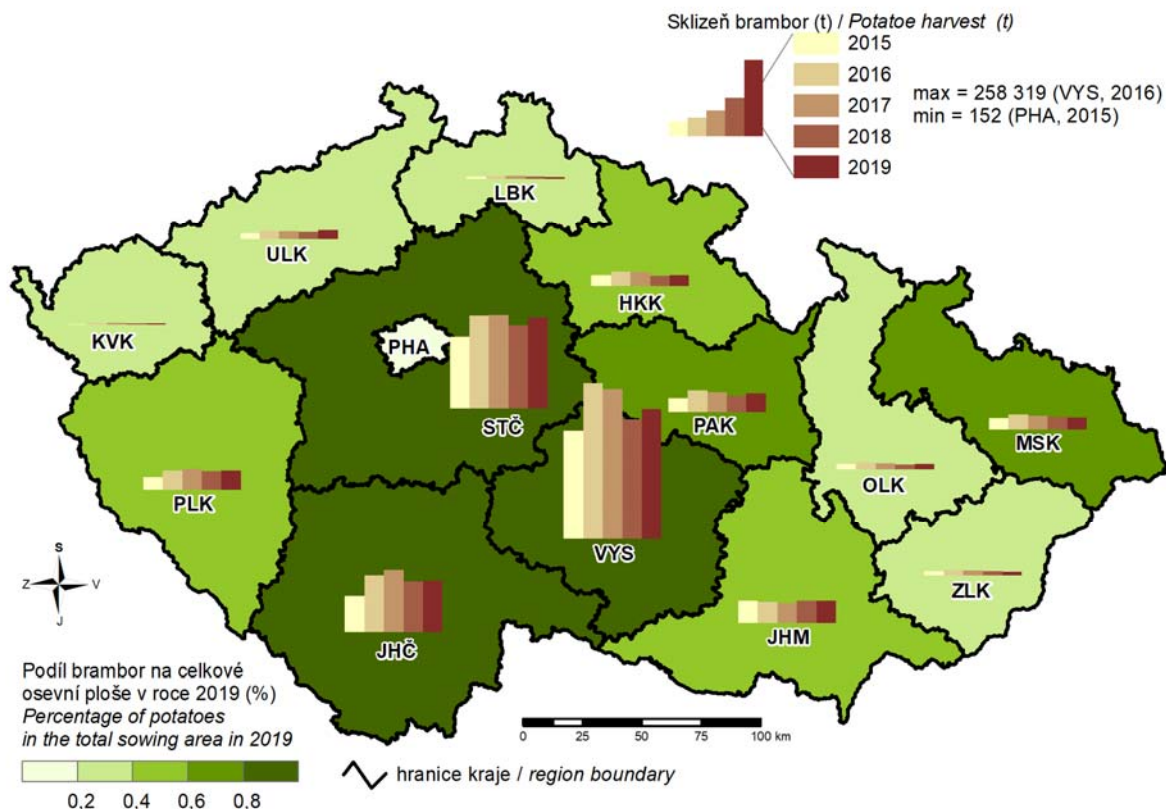 Sklizeň brambor (t) / Potatoe harvest (t)
2015
2016
2017
2018
2019
max = 258 319 (VYS, 2016)
min = 152 (PHA, 2015)
LBK
ULK
HKK
KVK
PHA
STČ
PAK
MSK
OLK
PLK
VYS
ZLK
JHČ
JHM
S
Z
V
J
Podíl brambor na celkové
osevní ploše v roce 2019 (%)
Percentage of potatoes
in the total sowing area in 2019
0,2 0,4 0,6 0,8
0 25 50 75 100 km
hranice kraje / region boundary